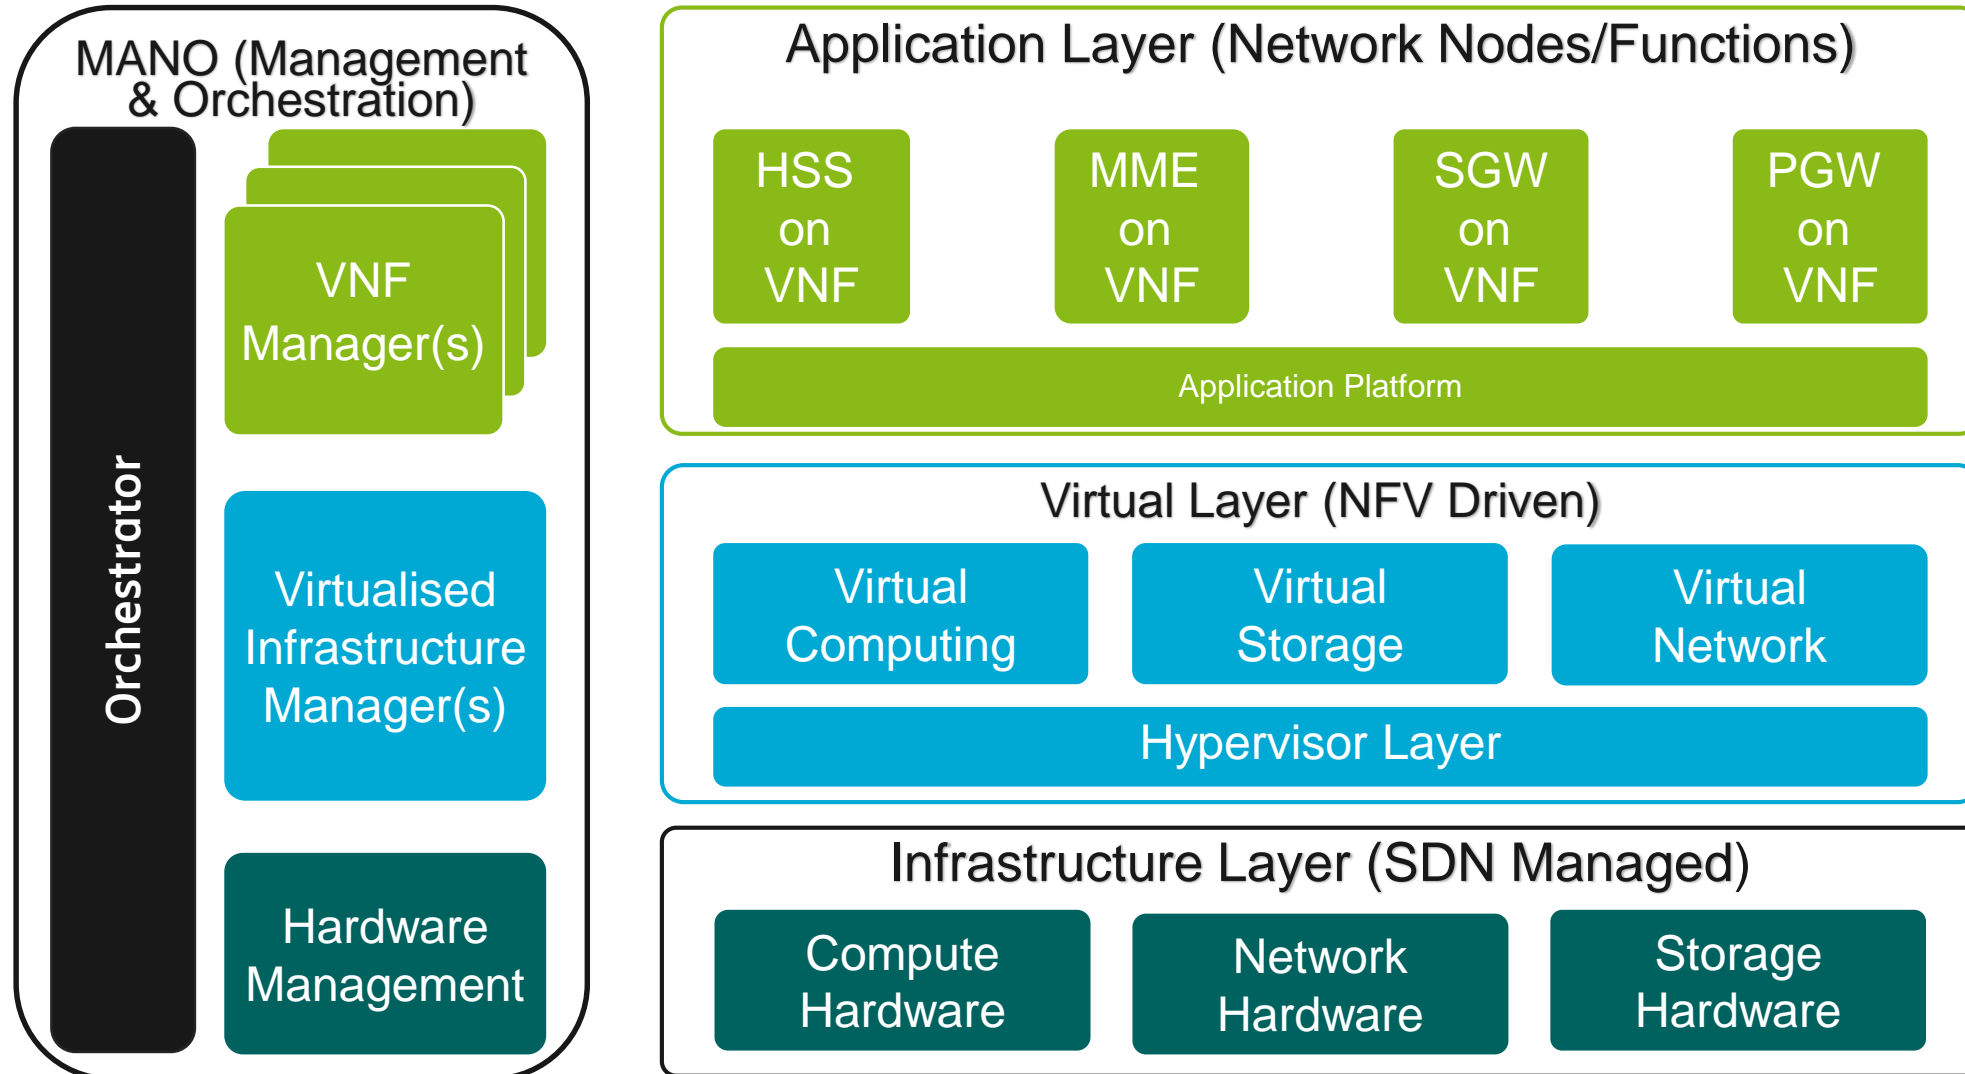 MANO (Management
& Orchestration)
Orchestrator
VNF
Manager(s)
Virtualised
Infrastructure
Manager(s)
Hardware
Management
Application Layer (Network Nodes/Functions)
HSS
on
VNF
MME
on
VNF
SGW
on
VNF
PGW
on
VNF
Application Platform
Virtual Layer (NFV Driven)
Virtual
Computing
Virtual
Storage
Virtual
Network
Hypervisor Layer
Infrastructure Layer (SDN Managed)
Compute
Hardware
Network
Hardware
Storage
Hardware